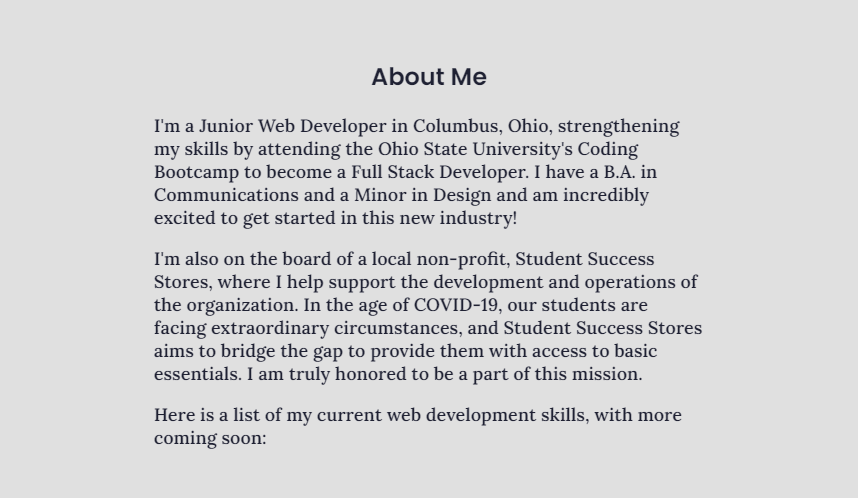 About Me
I'm a Junior Web Developer in Columbus, Ohio, strengthening
my skills by attending the Ohio State University's Coding
Bootcamp to become a Full Stack Developer. I have a B.A. in
Communications and a Minor in Design and am incredibly
excited to get started in this new industry!
I'm also on the board of a local non-profit, Student Success
Stores, where I help support the development and operations of
the organization. In the age of COVID-19, our students are
facing extraordinary circumstances, and Student Success Stores
aims to bridge the gap to provide them with access to basic
essentials. I am truly honored to be a part of this mission.
Here is a list of my current web development skills, with more
coming soon: